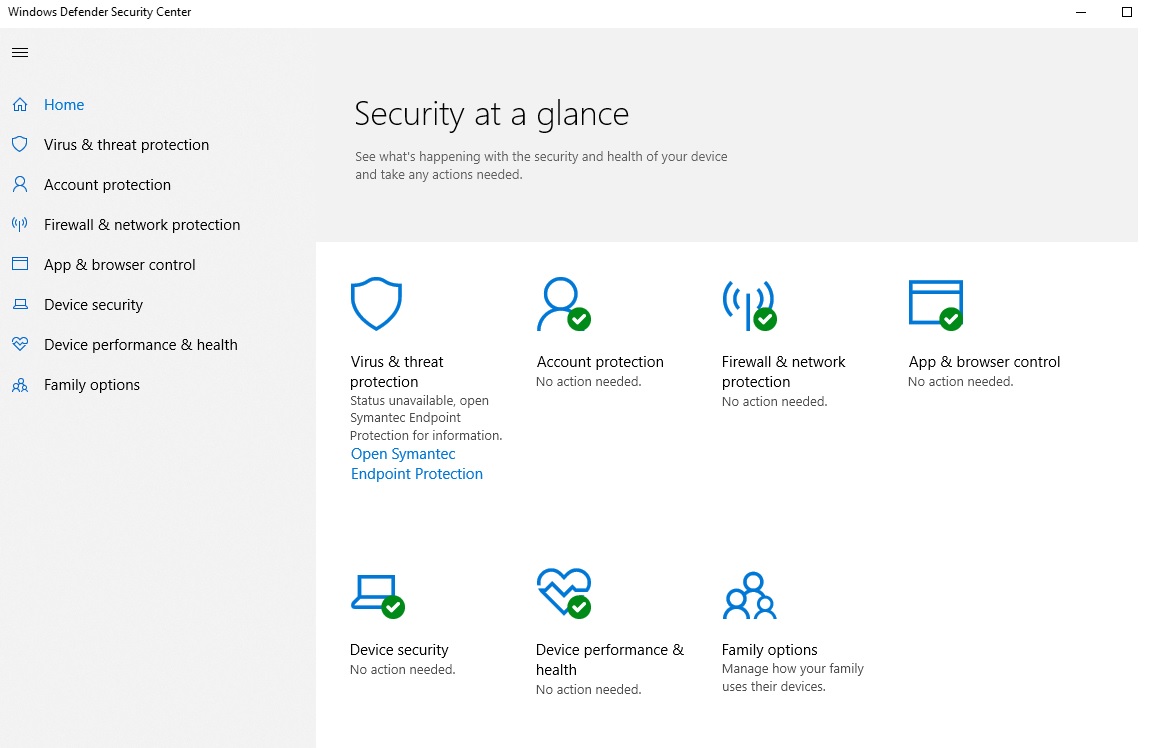 Windows Defender Security Center
Home
Virus & threat protection
Account protection
Firewall & network protection
App & browser control
Device security
Device performance & health
Family options
Security at a glance
See what's happening with the security and health of your device
and take any actions needed.
Virus & threat
protection
Status unavailable, open
Symantec Endpoint
Protection for information.
Open Symantec
Endpoint Protection
Account protection
No action needed.
Firewall & network
protection
No action needed.
App & browser control
No action needed.
Device security
No action needed.
Device performance &
health
No action needed.
Family options
Manage how your family
uses their devices.